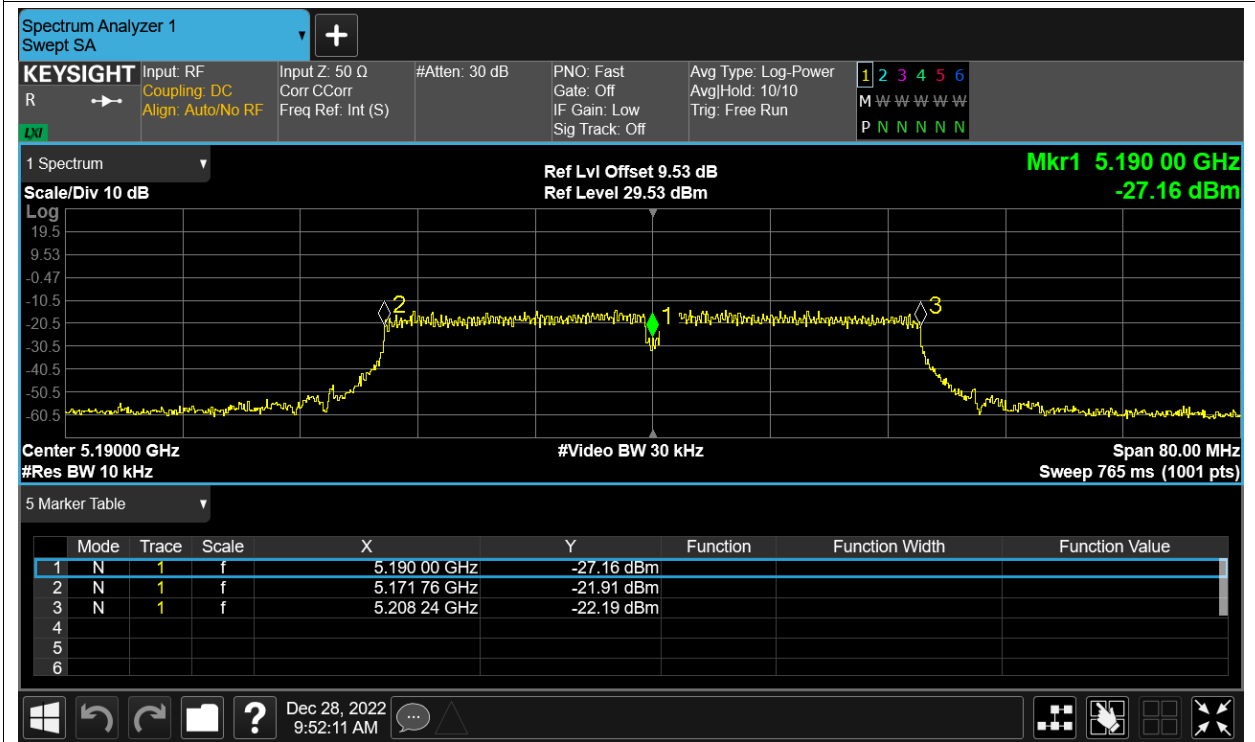 Spectrum Analyzer 1
Swept SA
+
KEYSIGHT
R
LXI
Input: RF
Coupling: DC
Align: Auto/No RF
Input Z: 50 Ω
Corr CCorr
Freq Ref: Int (S)
#Atten: 30 dB
PNO: Fast
Gate: Off
IF Gain: Low
Sig Track: Off
Avg Type: Log-Power
Avg|Hold: 10/10
Trig: Free Run
1 2 3 4 5 6
M W W W W W
P N N N N N
1 Spectrum
Scale/Div 10 dB
Ref Lvl Offset 9.53 dB
Ref Level 29.53 dBm
Mkr1 5.190 00 GHz
-27.16 dBm
Log
19.5
9.53
-0.47
-10.5
-20.5
-30.5
-40.5
-50.5
-60.5
2
1
3
Center 5.19000 GHz
#Res BW 10 kHz
#Video BW 30 kHz
Span 80.00 MHz
Sweep 765 ms (1001 pts)
5 Marker Table
Mode Trace Scale X Y Function Function Width Function Value
1 N 1 f 5.190 00 GHz -27.16 dBm
2 N 1 f 5.171 76 GHz -21.91 dBm
3 N 1 f 5.208 24 GHz -22.19 dBm
4
5
6
?
Dec 28, 2022
9:52:11 AM